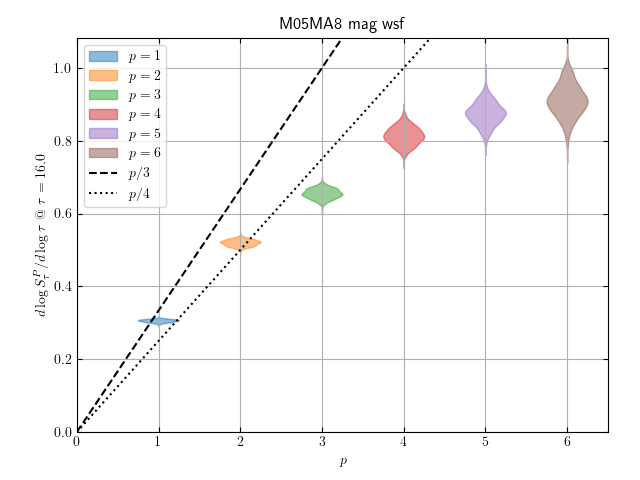 M05MA8 mag wsf
p = 1
p = 2
p = 3
p = 4
p = 5
p = 6
p/3
p/4
d log S_τ^P / d log τ @ τ = 16.0
1.0
0.8
0.6
0.4
0.2
0.0
0 1 2 3 4 5 6
p